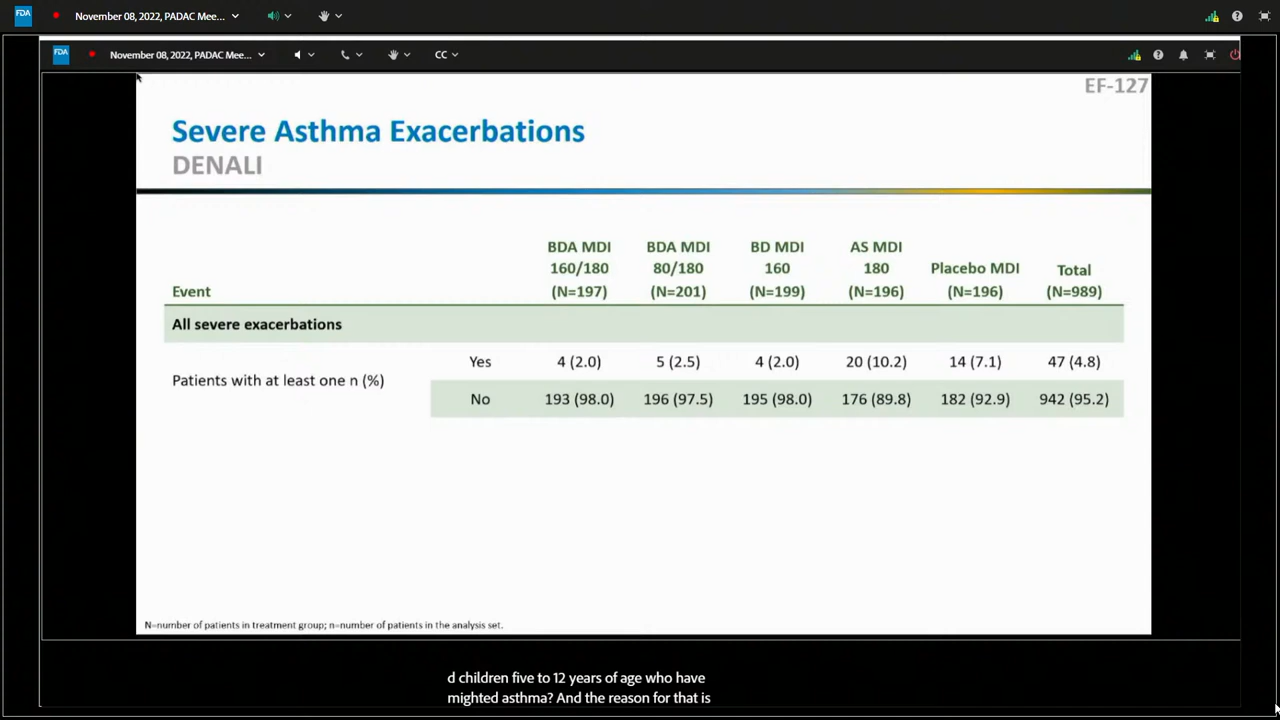 FDA November 08, 2022, PADAC Mee...
FDA November 08, 2022, PADAC Mee... CC
EF-127
Severe Asthma Exacerbations
DENALI
Event BDA MDI 160/180 (N=197) BDA MDI 80/180 (N=201) BD MDI 160 (N=199) AS MDI 180 (N=196) Placebo MDI (N=196) Total (N=989)
All severe exacerbations
Patients with at least one n (%)
Yes 4 (2.0) 5 (2.5) 4 (2.0) 20 (10.2) 14 (7.1) 47 (4.8)
No 193 (98.0) 196 (97.5) 195 (98.0) 176 (89.8) 182 (92.9) 942 (95.2)
N=number of patients in treatment group; n=number of patients in the analysis set.
d children five to 12 years of age who have
mighted asthma? And the reason for that is